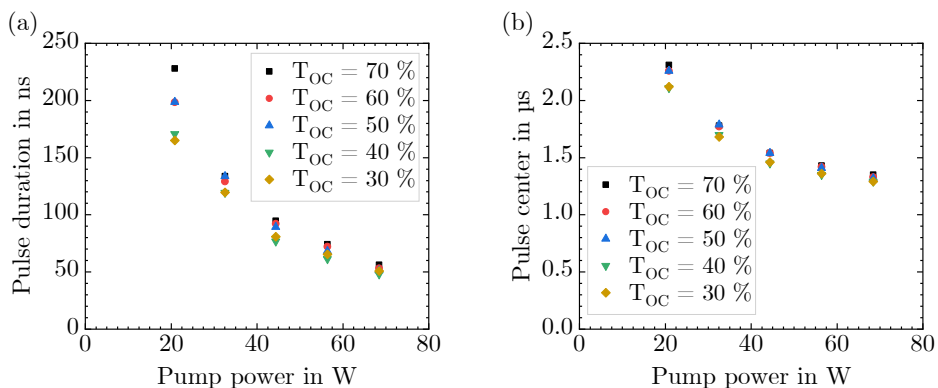 (a)
Pulse duration in ns
250
200
150
100
50
0
0 20 40 60 80
Pump power in W
T_OC = 70 %
T_OC = 60 %
T_OC = 50 %
T_OC = 40 %
T_OC = 30 %
(b)
Pulse center in µs
2.5
2.0
1.5
1.0
0.5
0.0
0 20 40 60 80
Pump power in W
T_OC = 70 %
T_OC = 60 %
T_OC = 50 %
T_OC = 40 %
T_OC = 30 %